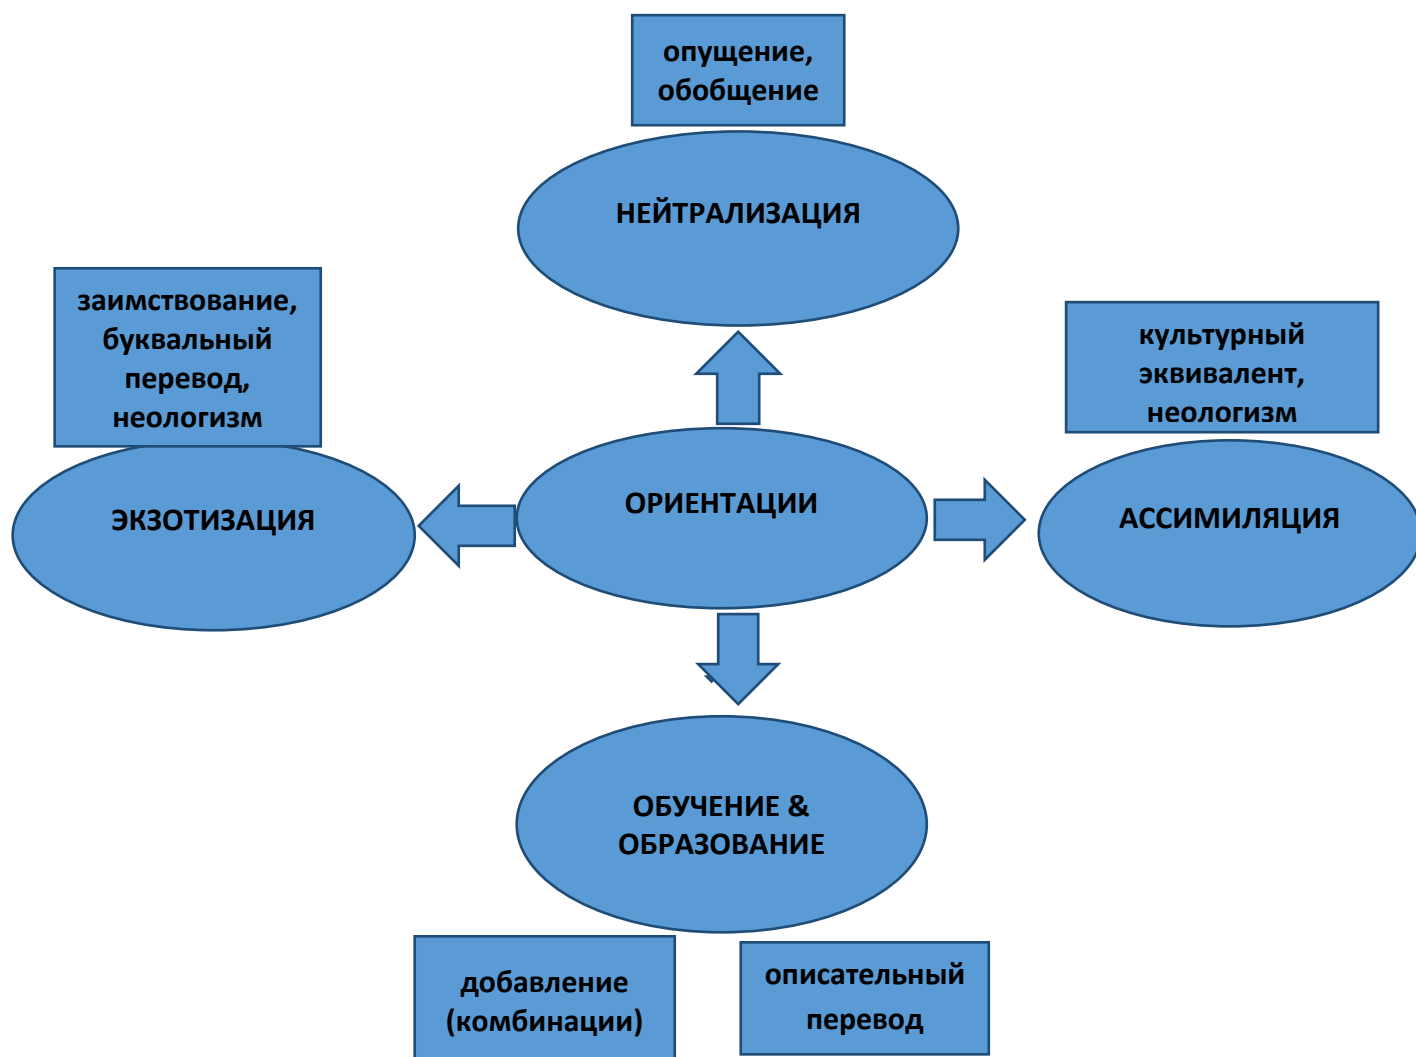 опущение,
обобщение
НЕЙТРАЛИЗАЦИЯ
заимствование,
буквальный
перевод,
неологизм
культурный
эквивалент,
неологизм
ЭКЗОТИЗАЦИЯ
ОРИЕНТАЦИИ
АССИМИЛЯЦИЯ
ОБУЧЕНИЕ &
ОБРАЗОВАНИЕ
добавление
(комбинации)
описательный
перевод